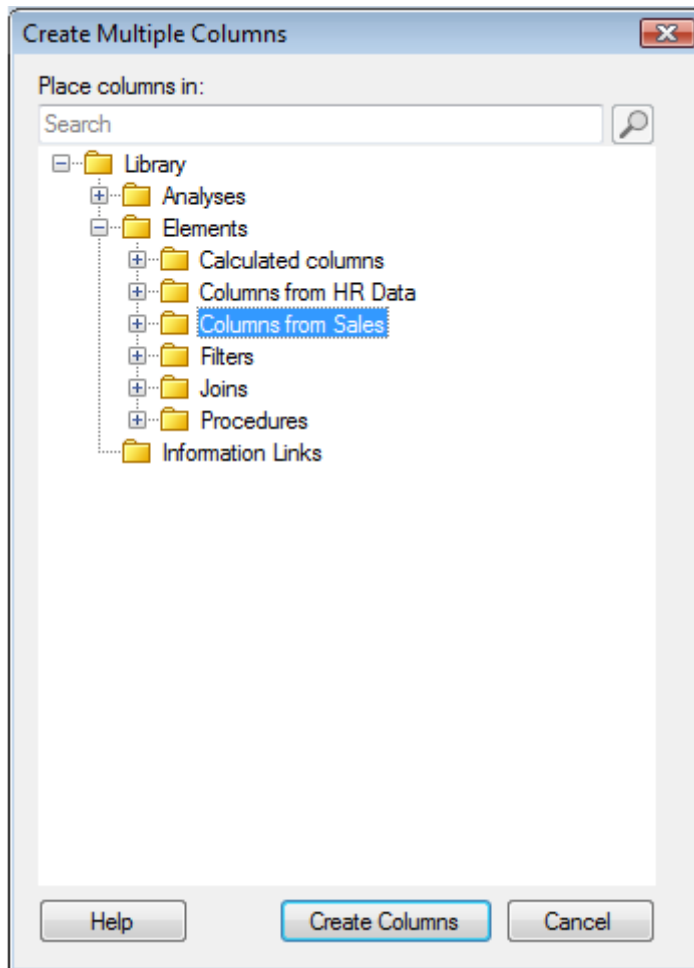 Create Multiple Columns
Place columns in:
Search
Library
Analyses
Elements
Calculated columns
Columns from HR Data
Columns from Sales
Filters
Joins
Procedures
Information Links
Help Create Columns Cancel